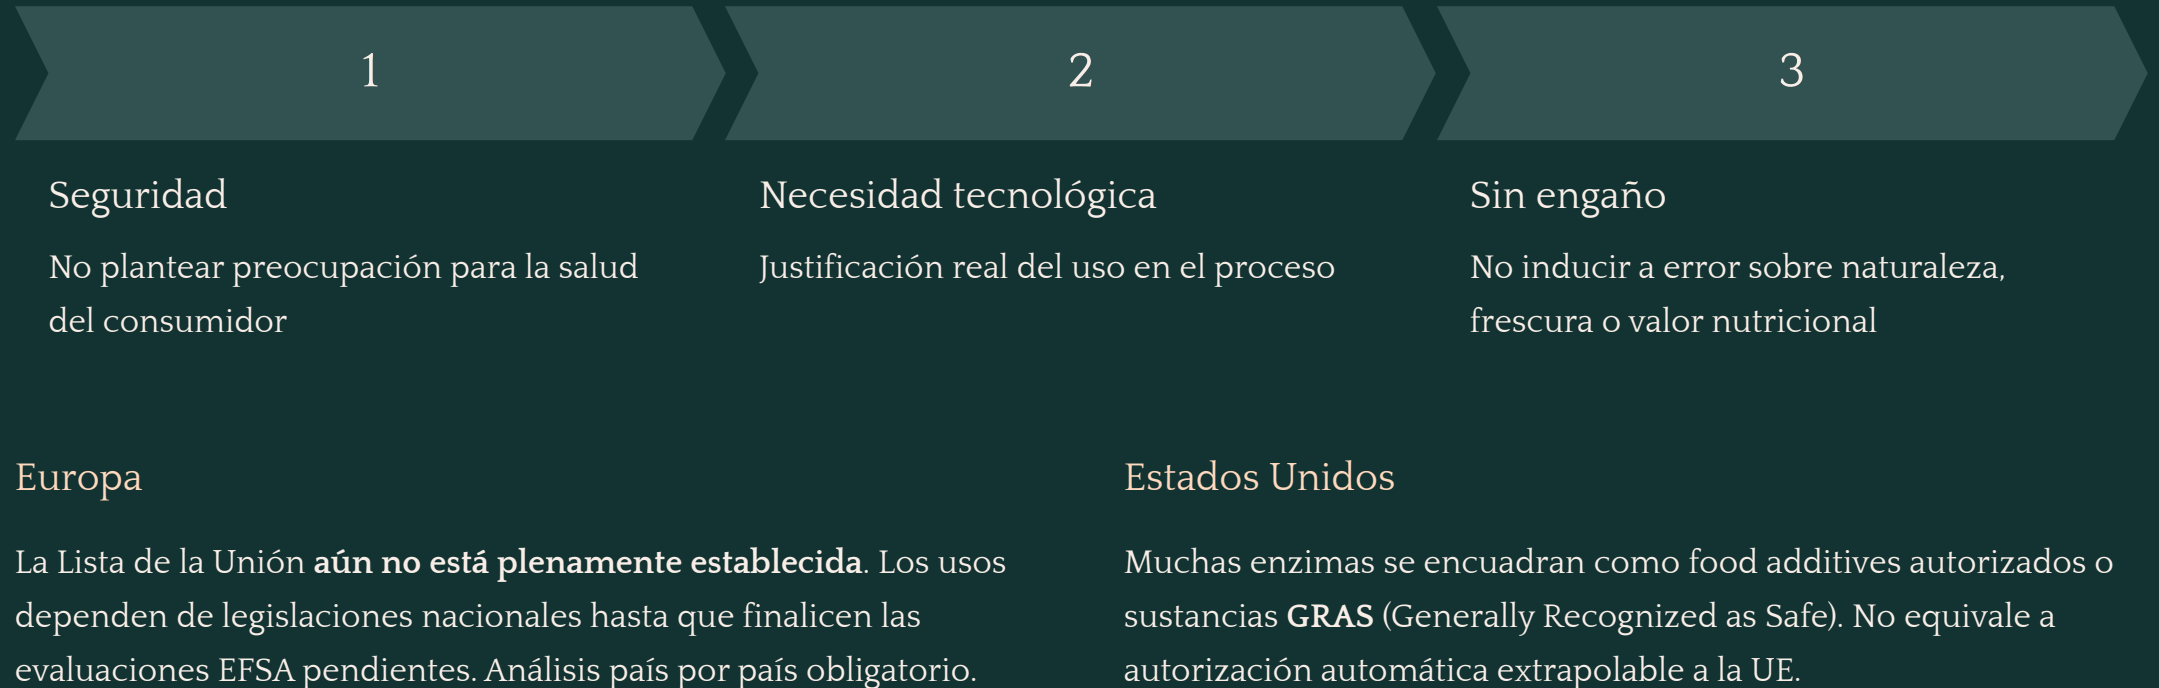 1
2
3
Seguridad
No plantear preocupación para la salud
del consumidor
Necesidad tecnológica
Justificación real del uso en el proceso
Sin engaño
No inducir a error sobre naturaleza,
frescura o valor nutricional
Europa
La Lista de la Unión aún no está plenamente establecida. Los usos
dependen de legislaciones nacionales hasta que finalicen las
evaluaciones EFSA pendientes. Análisis país por país obligatorio.
Estados Unidos
Muchas enzimas se encuadran como food additives autorizados o
sustancias GRAS (Generally Recognized as Safe). No equivale a
autorización automática extrapolable a la UE.